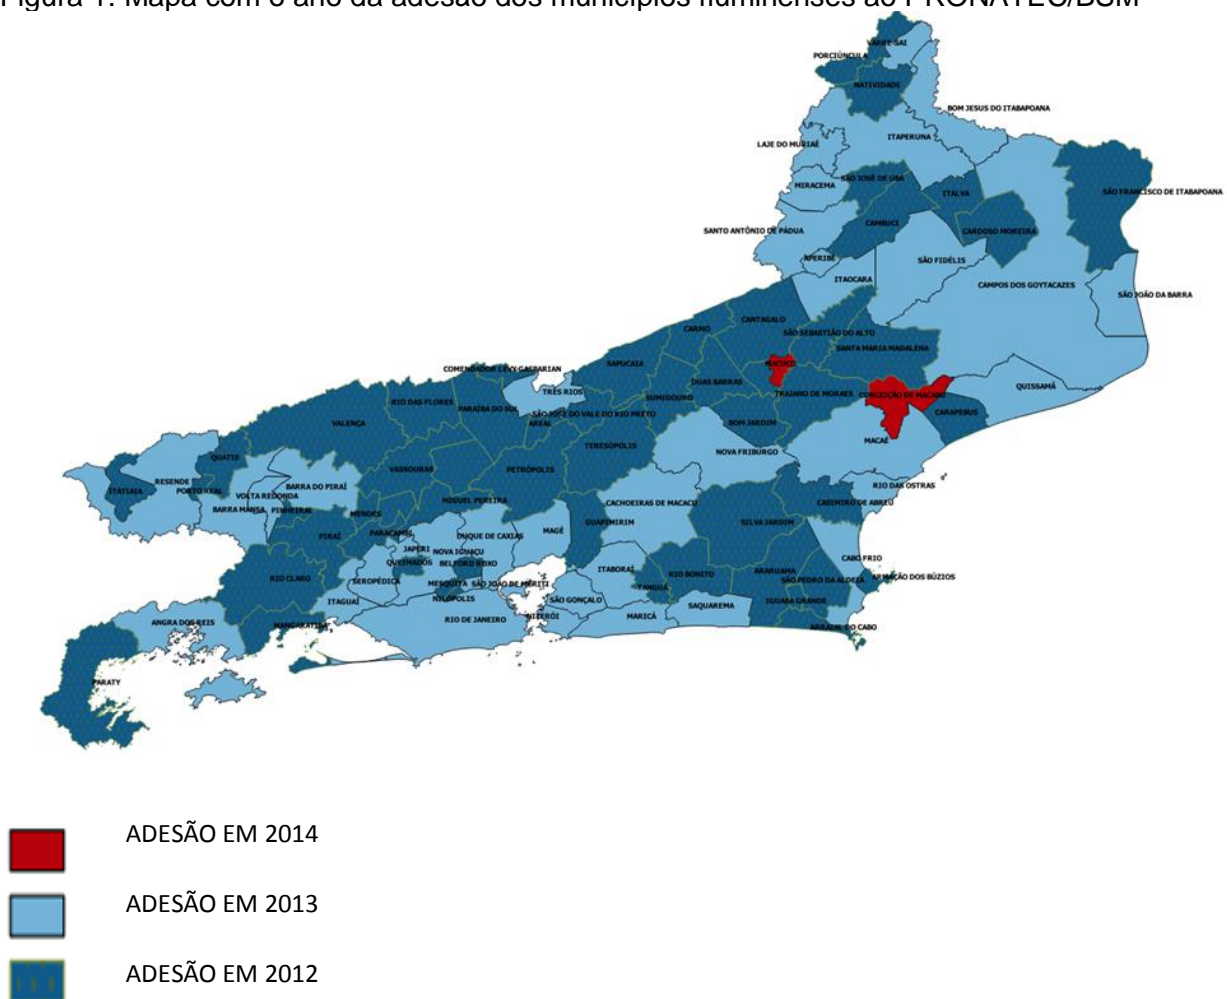 Figura 1: Mapa com o ano da adesão dos municípios fluminenses ao PRONATEC/BSM
VARRE-SAI
PORCIÚNCULA
NATIVIDADE
BOM JESUS DO ITABAPOANA
ITAPERUNA
LAJE DO MURIAÉ
SÃO JOSÉ DE UBÁ
MIRACEMA
SÃO FRANCISCO DE ITABAPOANA
ITALVA
CAMBUCI
SANTO ANTÔNIO DE PÁDUA
CARDOSO MOREIRA
APERIBÉ
SÃO FIDÉLIS
ITAOCARA
CAMPOS DOS GOYTACAZES
SÃO JOÃO DA BARRA
CANTAGALO
CARMO
SÃO SEBASTIÃO DO ALTO
SANTA MARIA MADALENA
SAPUCAIA
MACUCO
COMENDADOR LEVY GASPARIAN
DUAS BARRAS
QUISSAMÃ
TRÊS RIOS
TRAJANO DE MORAES
CONCEIÇÃO DE MACABU
SUMIDOURO
RIO DAS FLORES
PARAÍBA DO SUL
CARAPEBUS
SÃO JOSÉ DO VALE DO RIO PRETO
VALENÇA
AREAL
BOM JARDIM
MACAÉ
TERESÓPOLIS
NOVA FRIBURGO
QUATIS
VASSOURAS
PETRÓPOLIS
RESENDE
RIO DAS OSTRAS
BARRA DO PIRAÍ
ITATIAIA
PORTO REAL
VOLTA REDONDA
MIGUEL PEREIRA
CACHOEIRAS DE MACACU
CASIMIRO DE ABREU
BARRA MANSA
PINHEIRAL
MENDES
GUAPIMIRIM
SILVA JARDIM
MAGÉ
PARACAMBI
PIRAÍ
DUQUE DE CAXIAS
JAPERI
NOVA IGUAÇU
CABO FRIO
QUEIMADOS
BELFORD ROXO
ITABORAÍ
ARARUAMA
RIO BONITO
RIO CLARO
SEROPÉDICA
MESQUITA
SÃO JOÃO DE MERITI
SÃO PEDRO DA ALDEIA
ARMAÇÃO DOS BÚZIOS
TANGUÁ
NILÓPOLIS
ITAGUAÍ
SÃO GONÇALO
IGUABA GRANDE
SAQUAREMA
NITERÓI
MARICÁ
RIO DE JANEIRO
ANGRA DOS REIS
MANGARATIBA
ARRAIAL DO CABO
PARATY
ADESÃO EM 2014
ADESÃO EM 2013
ADESÃO EM 2012